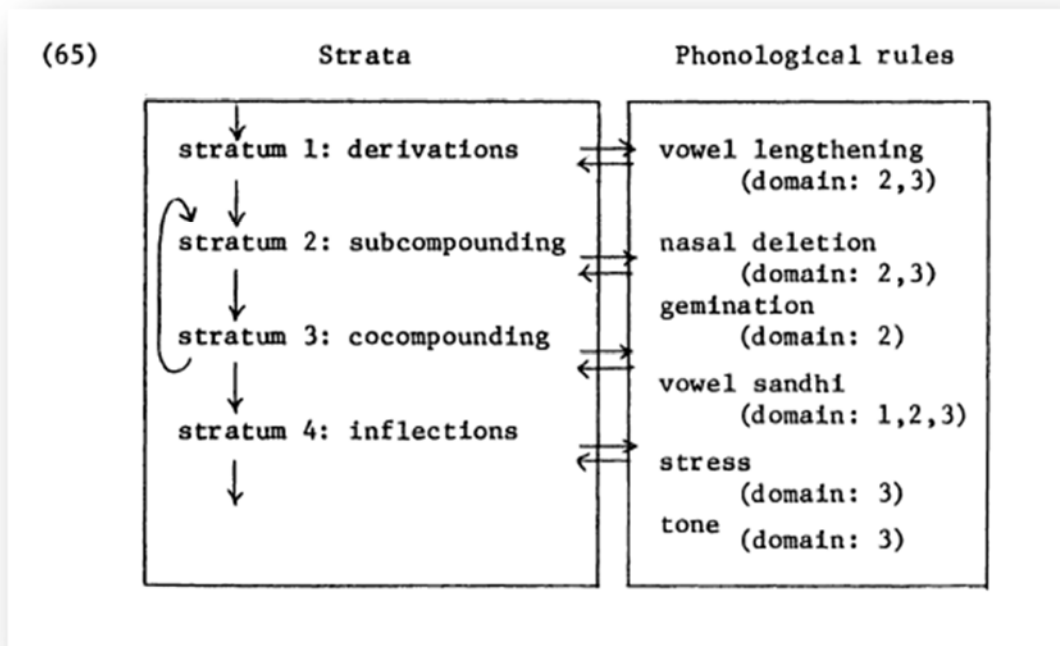 (65) Strata Phonological rules
stratum 1: derivations
vowel lengthening
(domain: 2,3)
stratum 2: subcompounding
nasal deletion
(domain: 2,3)
gemination
stratum 3: cocompounding
(domain: 2)
vowel sandhi
(domain: 1,2,3)
stratum 4: inflections
stress
(domain: 3)
tone
(domain: 3)